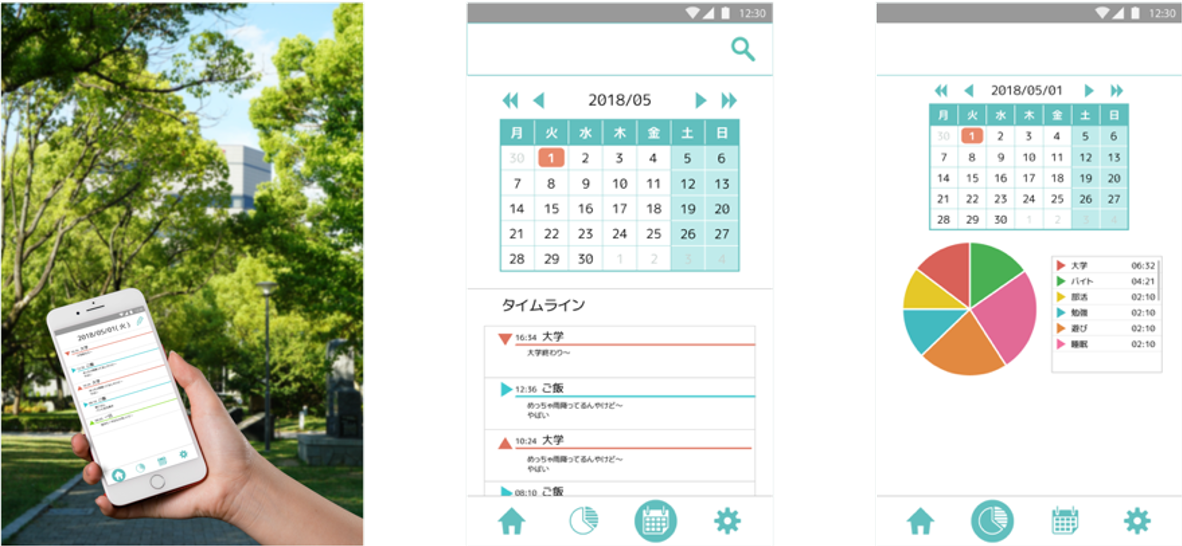 2018/05/01(火)
12:30
2018/05
月 火 水 木 金 土 日
30 1 2 3 4 5 6
7 8 9 10 11 12 13
14 15 16 17 18 19 20
21 22 23 24 25 26 27
28 29 30 1 2 3 4
タイムライン
16:34 大学
大学終わり〜
12:36 ご飯
めっちゃ雨降ってるんやけど〜
やばい
10:24 大学
めっちゃ雨降ってるんやけど〜
やばい
08:10 ご飯
12:30
2018/05/01
月 火 水 木 金 土 日
30 1 2 3 4 5 6
7 8 9 10 11 12 13
14 15 16 17 18 19 20
21 22 23 24 25 26 27
28 29 30 1 2 3 4
大学 06:32
バイト 04:21
部活 02:10
勉強 02:10
遊び 02:10
睡眠 02:10